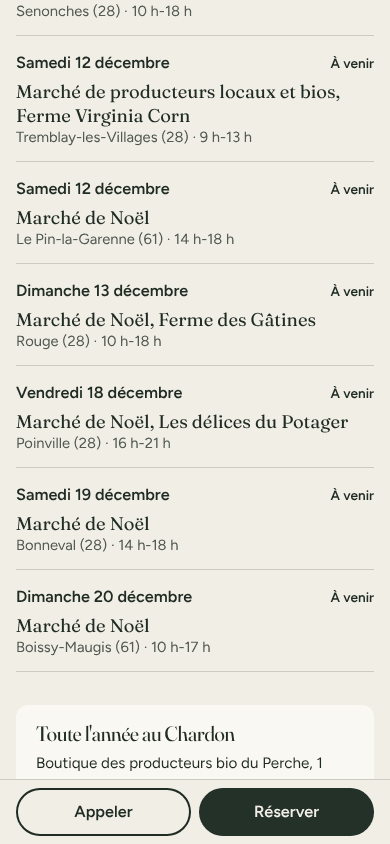 Senonches (28) · 10 h-18 h
Samedi 12 décembre
À venir
Marché de producteurs locaux et bios,
Ferme Virginia Corn
Tremblay-les-Villages (28) · 9 h-13 h
Samedi 12 décembre
À venir
Marché de Noël
Le Pin-la-Garenne (61) · 14 h-18 h
Dimanche 13 décembre
À venir
Marché de Noël, Ferme des Gâtines
Rouge (28) · 10 h-18 h
Vendredi 18 décembre
À venir
Marché de Noël, Les délices du Potager
Poinville (28) · 16 h-21 h
Samedi 19 décembre
À venir
Marché de Noël
Bonneval (28) · 14 h-18 h
Dimanche 20 décembre
À venir
Marché de Noël
Boissy-Maugis (61) · 10 h-17 h
Toute l'année au Chardon
Boutique des producteurs bio du Perche, 1
Appeler
Réserver